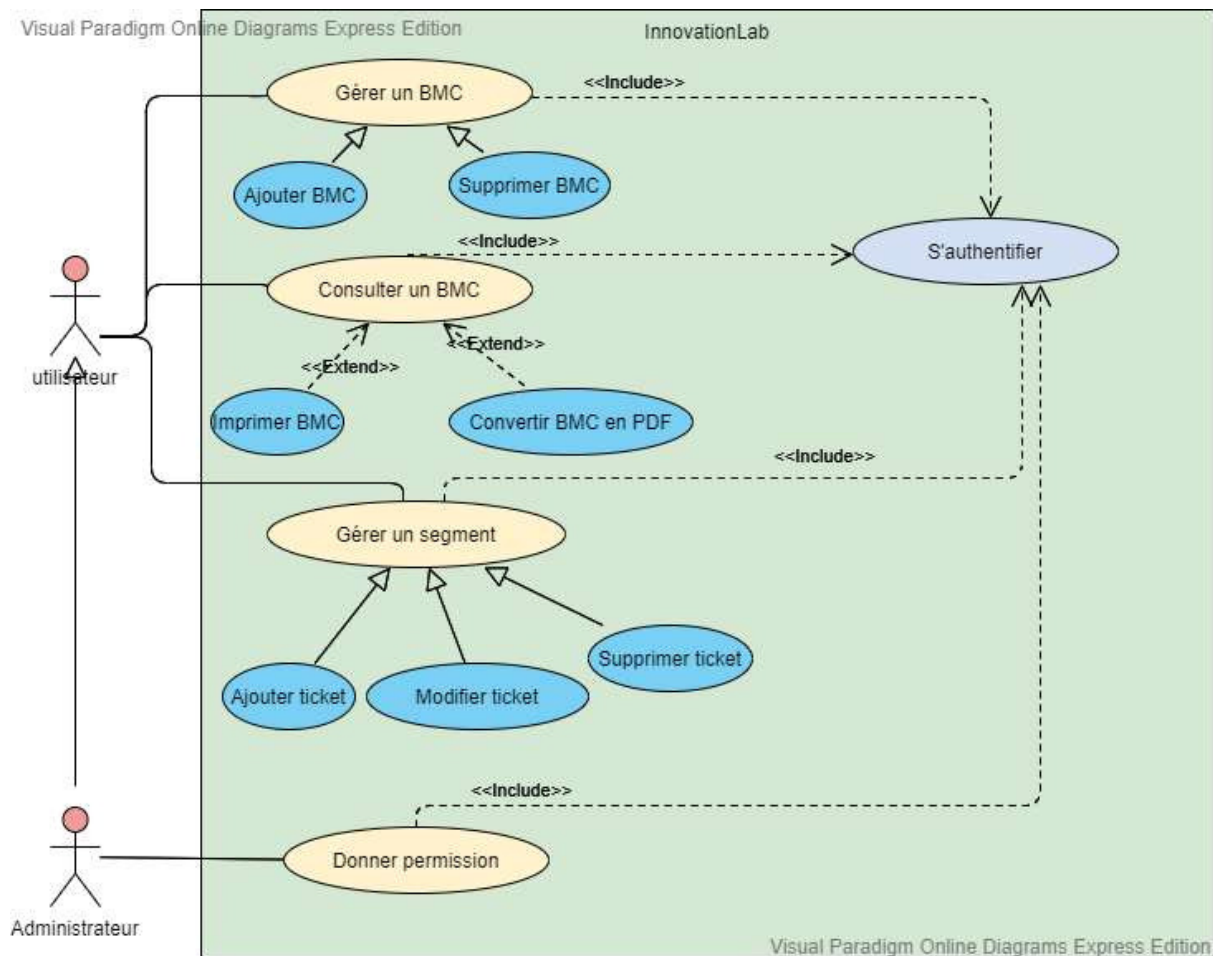 Visual Paradigm Online Diagrams Express Edition
InnovationLab
Gérer un BMC
<<Include>>
Ajouter BMC
Supprimer BMC
<<Include>>
S'authentifier
Consulter un BMC
utilisateur
<<Extend>>
<<Extend>>
Imprimer BMC
Convertir BMC en PDF
<<Include>>
Gérer un segment
Supprimer ticket
Ajouter ticket
Modifier ticket
<<Include>>
Donner permission
Administrateur
Visual Paradigm Online Diagrams Express Edition